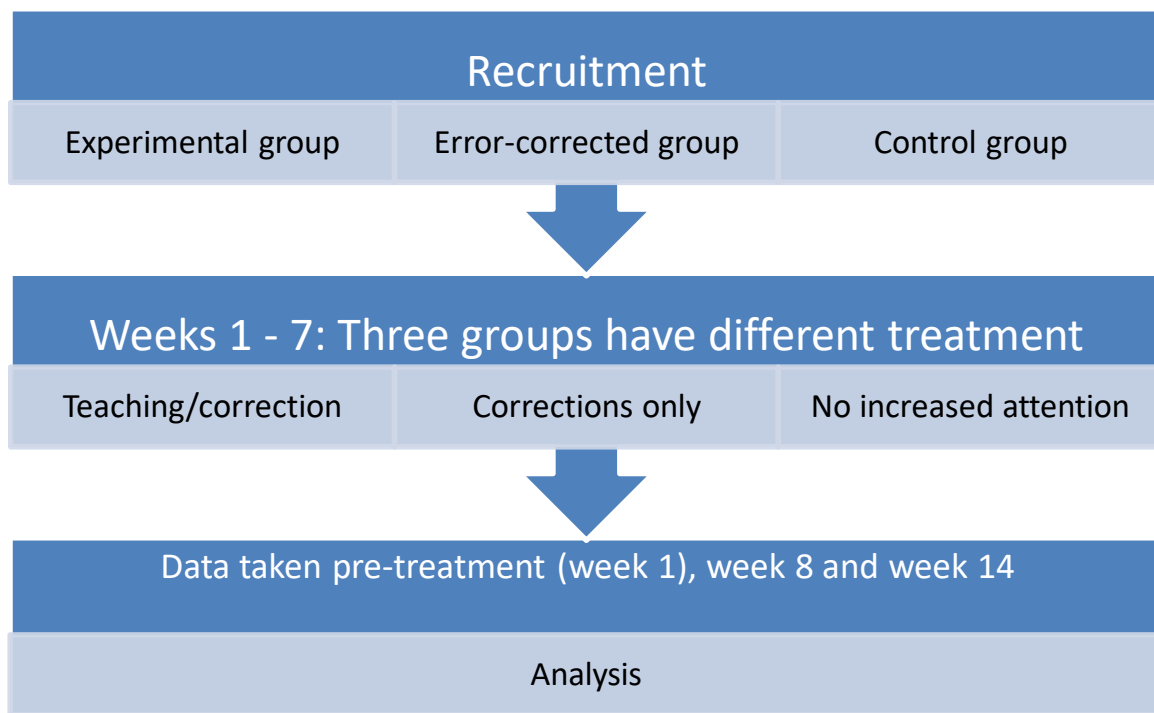 Recruitment
Experimental group
Error-corrected group
Control group
Weeks 1 - 7: Three groups have different treatment
Teaching/correction
Corrections only
No increased attention
Data taken pre-treatment (week 1), week 8 and week 14
Analysis